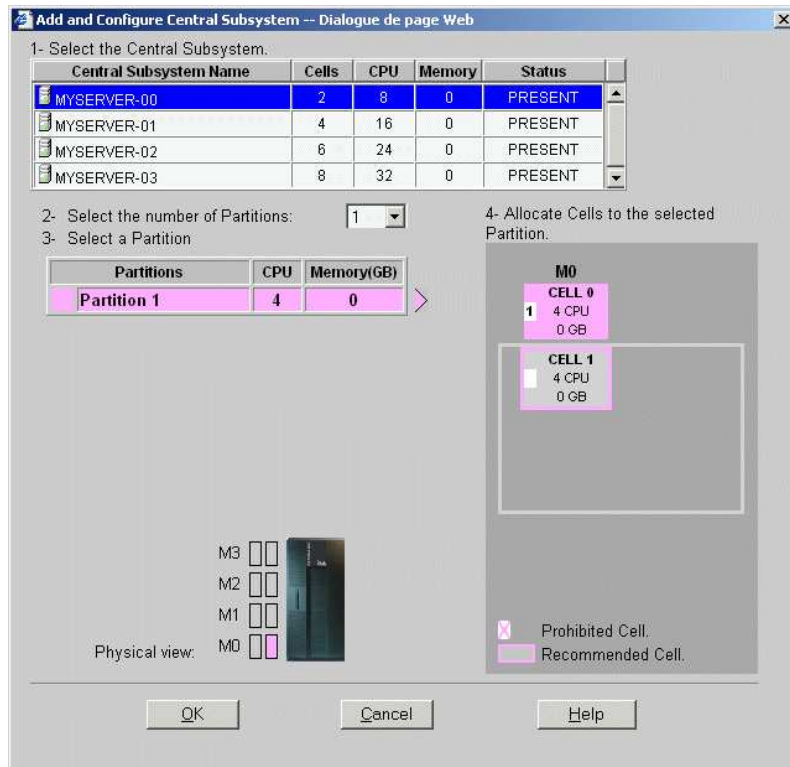 Add and Configure Central Subsystem -- Dialogue de page Web
1- Select the Central Subsystem.
Central Subsystem Name Cells CPU Memory Status
MYSERVER-00 2 8 0 PRESENT
MYSERVER-01 4 16 0 PRESENT
MYSERVER-02 6 24 0 PRESENT
MYSERVER-03 8 32 0 PRESENT
2- Select the number of Partitions: 1
3- Select a Partition
Partitions CPU Memory(GB)
Partition 1 4 0
4- Allocate Cells to the selected
Partition.
M0
CELL 0
1 4 CPU
0 GB
CELL 1
4 CPU
0 GB
M3
M2
M1
Physical view: M0
Prohibited Cell.
Recommended Cell.
OK Cancel Help